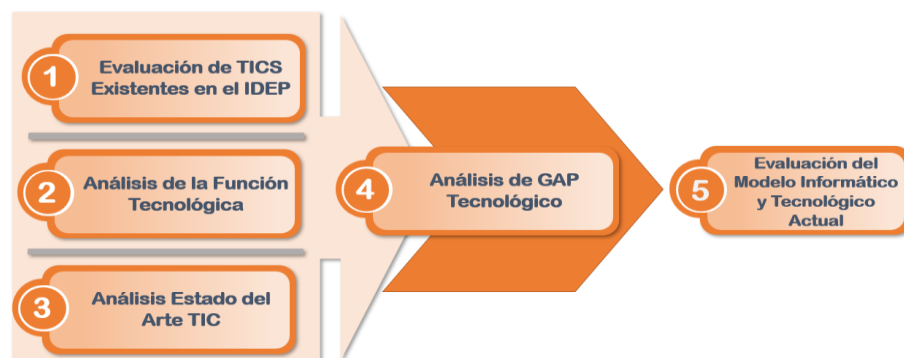 1
Evaluación de TICS
Existentes en el IDEP
2
Análisis de la Función
Tecnológica
3
Análisis Estado del
Arte TIC
4
Análisis de GAP
Tecnológico
5
Evaluación del
Modelo Informático
y Tecnológico
Actual